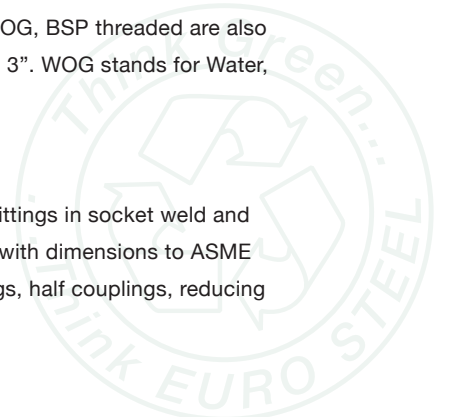 OG, BSP threaded are also
3”. WOG stands for Water,
ittings in socket weld and
with dimensions to ASME
gs, half couplings, reducing
Think Green...
...Think EURO STEEL